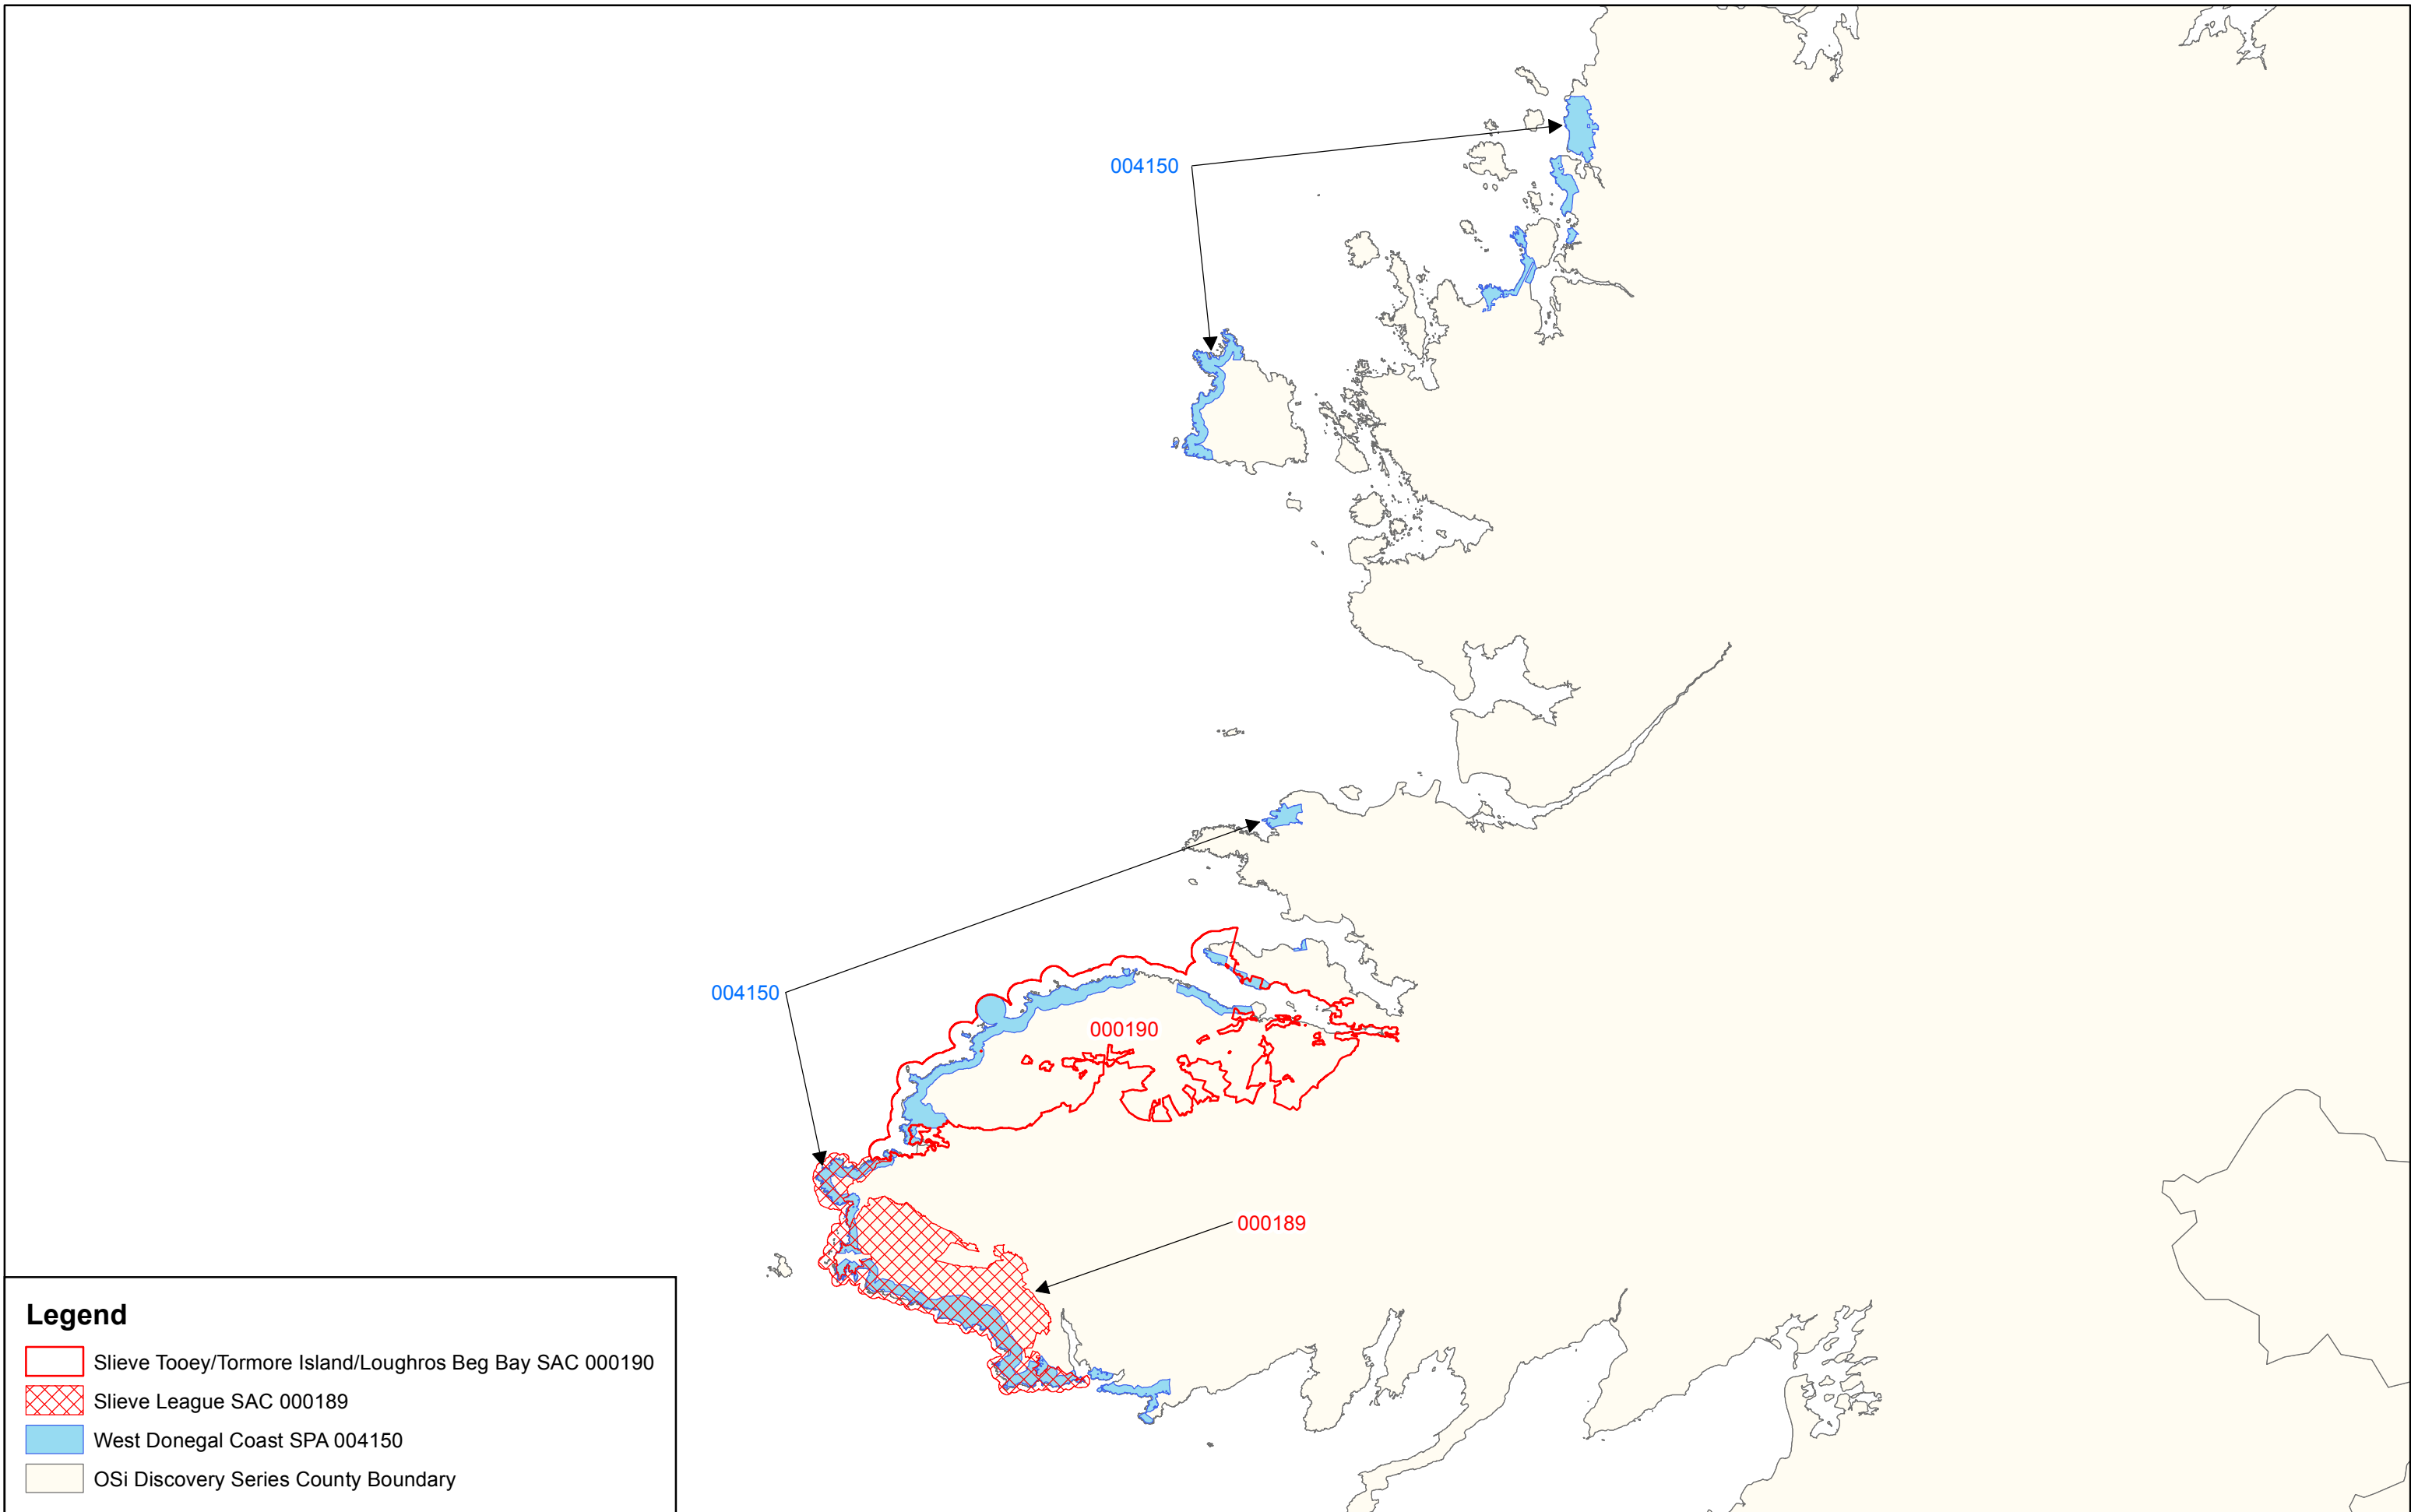 004150
004150
000190
000189
Legend
Slieve Tooey/Tormore Island/Loughros Beg Bay SAC 000190
Slieve League SAC 000189
West Donegal Coast SPA 004150
OSi Discovery Series County Boundary